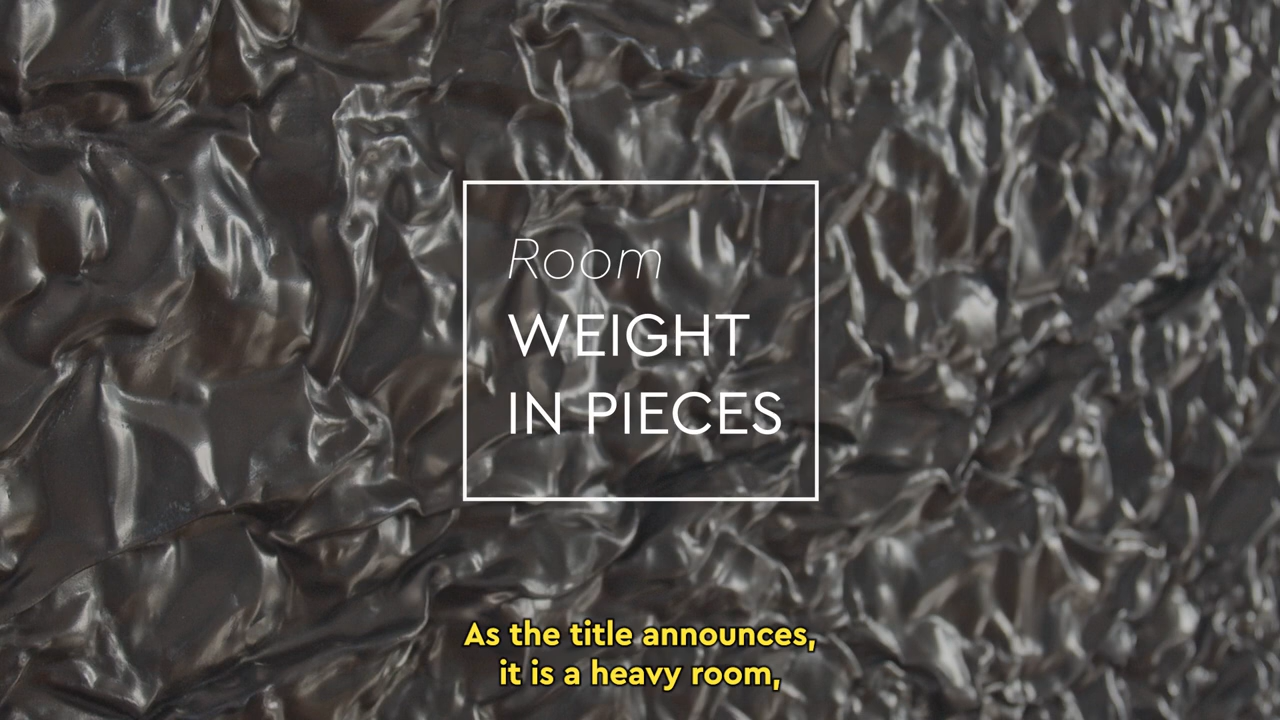 Room
WEIGHT
IN PIECES
As the title announces,
it is a heavy room,